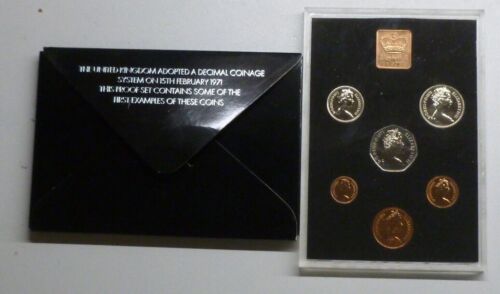 THE UNITED KINGDOM ADOPTED A DECIMAL COINAGE
SYSTEM ON 15TH FEBRUARY 1971
THIS PROOF SET CONTAINS SOME OF THE
FIRST EXAMPLES OF THESE COINS